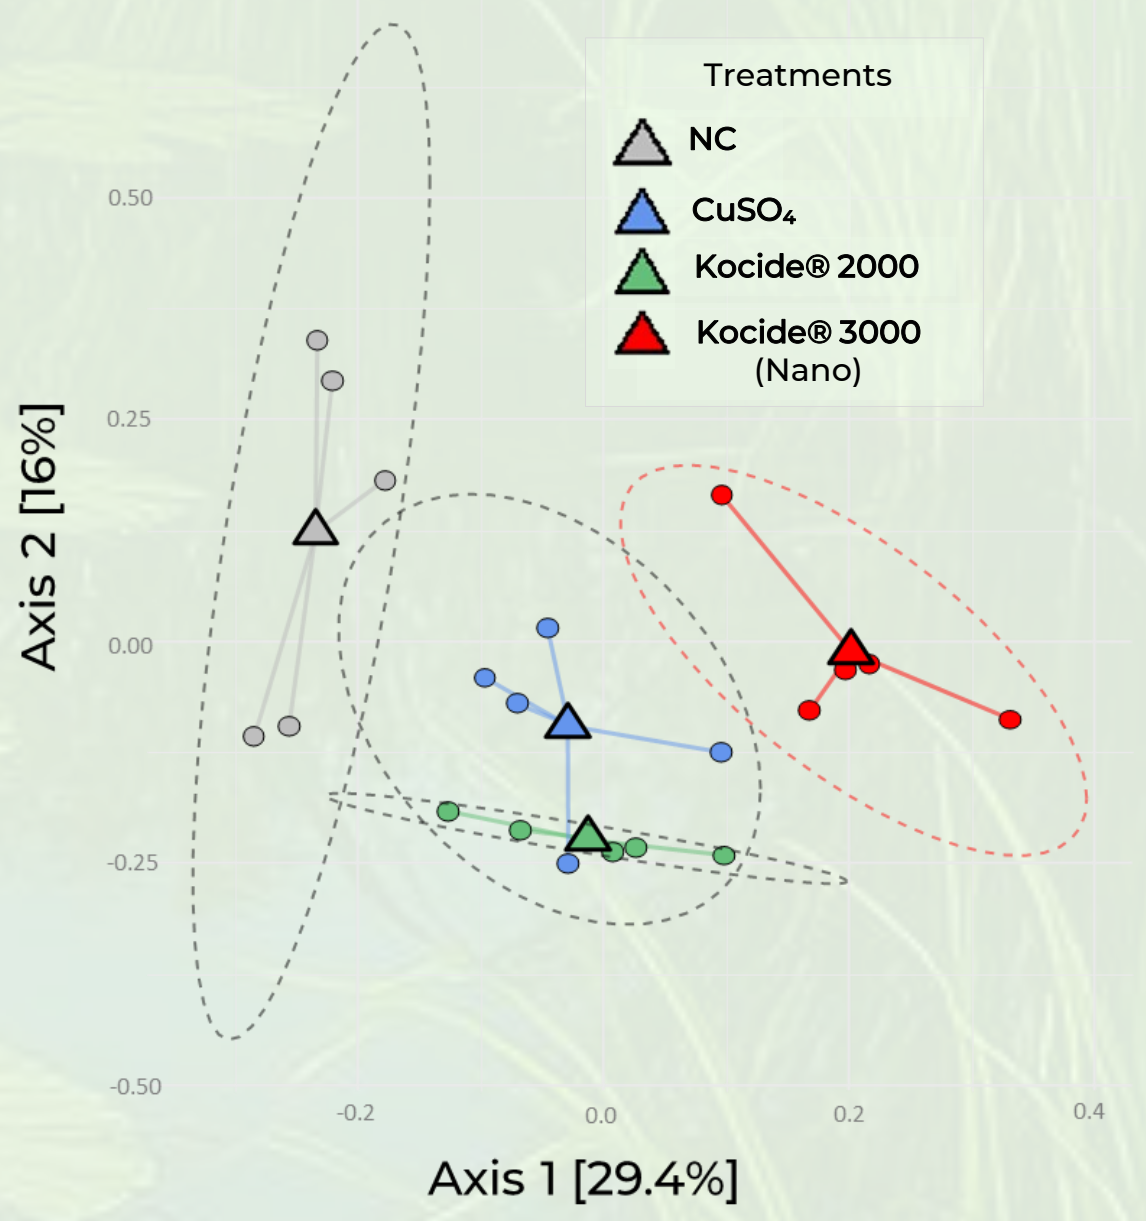 Treatments
NC
CuSO₄
Kocide® 2000
Kocide® 3000
(Nano)
0.50
0.25
0.00
-0.25
-0.50
Axis 2 [16%]
-0.2
0.0
0.2
0.4
Axis 1 [29.4%]